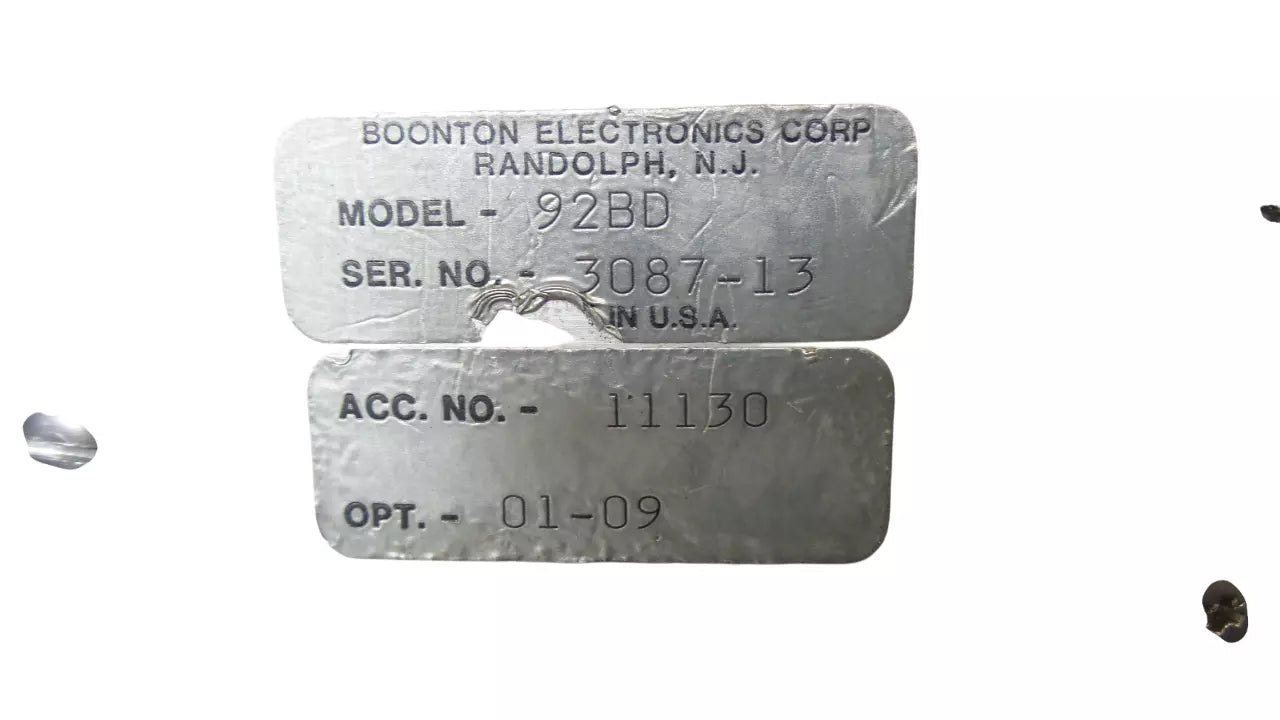 BOONTON ELECTRONICS CORP
RANDOLPH, N.J.
MODEL - 92BD
SER. NO. - 3087-13
IN U.S.A.
ACC. NO. - 11130
OPT. - 01-09